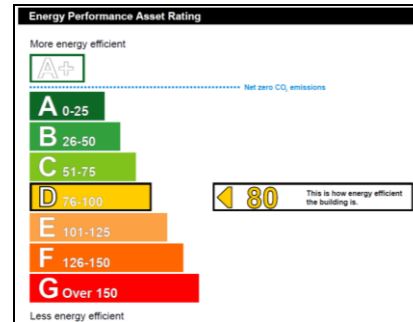 Energy Performance Asset Rating
More energy efficient
A+
Net zero CO₂ emissions
A 0-25
B 26-50
C 51-75
D 76-100
80
This is how energy efficient
the building is.
E 101-125
F 126-150
G Over 150
Less energy efficient